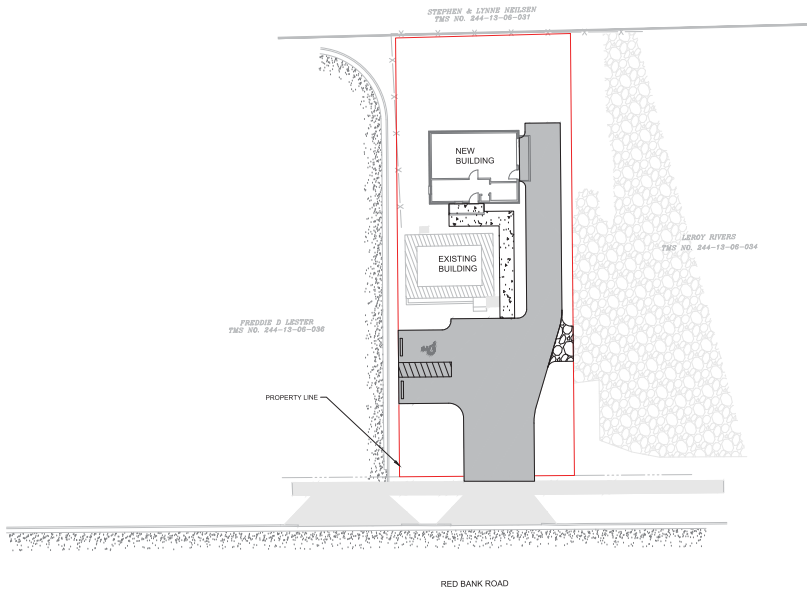 STEPHEN & LYNNE NEILSEN
TMS NO. 244-13-06-031
NEW
BUILDING
LEROY RIVERS
TMS NO. 244-13-06-034
EXISTING
BUILDING
FREDDIE D LESTER
TMS NO. 244-13-06-036
PROPERTY LINE
RED BANK ROAD